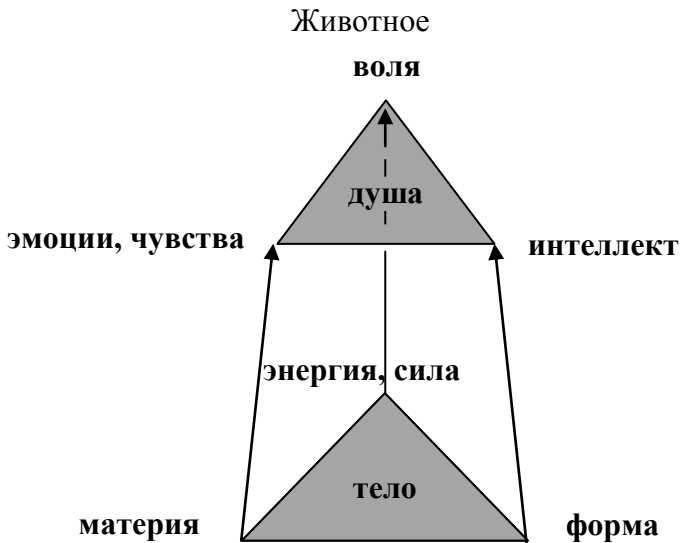 Животное
воля
душа
эмоции, чувства
интеллект
энергия, сила
тело
материя
форма